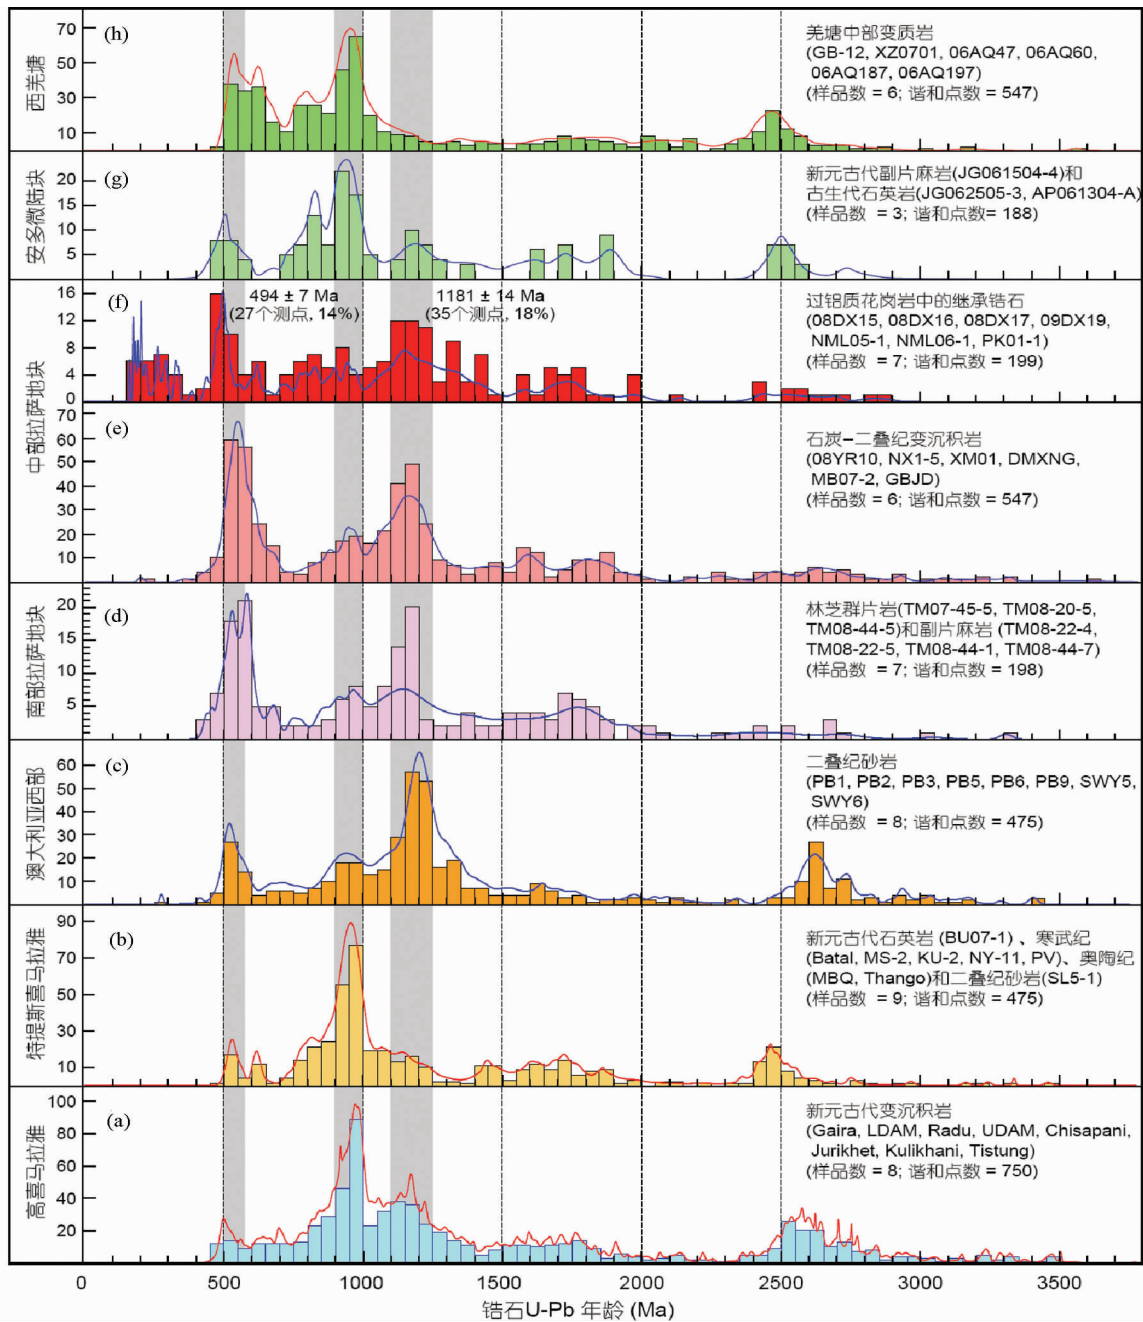 (h)
西羌塘
70
50
30
10
羌塘中部变质岩
(GB-12, XZ0701, 06AQ47, 06AQ60,
06AQ187, 06AQ197)
(样品数 = 6; 谐和点数 = 547)
(g)
安多微陆块
20
15
10
5
新元古代副片麻岩(JG061504-4)和
古生代石英岩(JG062505-3, AP061304-A)
(样品数 = 3; 谐和点数= 188)
(f)
中部拉萨地块
16
12
8
4
0
494 ± 7 Ma
(27个测点, 14%)
1181 ± 14 Ma
(35个测点, 18%)
过铝质花岗岩中的继承锆石
(08DX15, 08DX16, 08DX17, 09DX19,
NML05-1, NML06-1, PK01-1)
(样品数 = 7; 谐和点数 = 199)
(e)
70
60
50
40
30
20
10
石炭–二叠纪变沉积岩
(08YR10, NX1-5, XM01, DMXNG,
MB07-2, GBJD)
(样品数 = 6; 谐和点数 = 547)
(d)
南部拉萨地块
20
15
10
5
林芝群片岩(TM07-45-5, TM08-20-5,
TM08-44-5)和副片麻岩 (TM08-22-4,
TM08-22-5, TM08-44-1, TM08-44-7)
(样品数 = 7; 谐和点数 = 198)
(c)
澳大利亚西部
60
50
40
30
20
10
二叠纪砂岩
(PB1, PB2, PB3, PB5, PB6, PB9, SWY5,
SWY6)
(样品数 = 8; 谐和点数 = 475)
(b)
特提斯喜马拉雅
90
70
50
30
10
新元古代石英岩 (BU07-1) 、寒武纪
(Batal, MS-2, KU-2, NY-11, PV)、奥陶纪
(MBQ, Thango)和二叠纪砂岩(SL5-1)
(样品数 = 9; 谐和点数 = 475)
(a)
高喜马拉雅
100
80
60
40
20
新元古代变沉积岩
(Gaira, LDAM, Radu, UDAM, Chisapani,
Jurikhet, Kulikhani, Tistung)
(样品数 = 8; 谐和点数 = 750)
0 500 1000 1500 2000 2500 3000 3500
锆石U-Pb 年龄 (Ma)